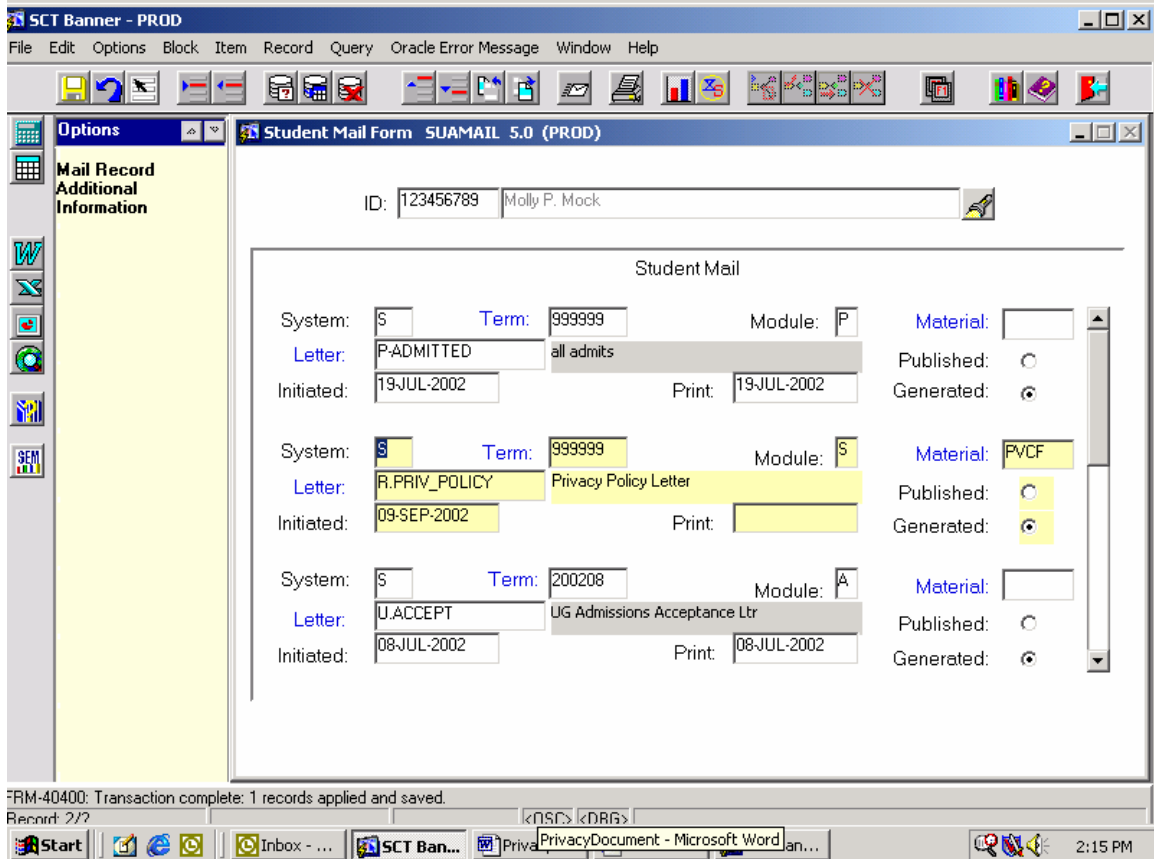 SCT Banner - PROD
File Edit Options Block Item Record Query Oracle Error Message Window Help
Options
Mail Record
Additional
Information
Student Mail Form SUAMAIL 5.0 (PROD)
ID: 123456789 Molly P. Mock
Student Mail
System: S Term: 999999 Module: P Material:
Letter: P-ADMITTED all admits Published:
Initiated: 19-JUL-2002 Print: 19-JUL-2002 Generated:
System: S Term: 999999 Module: S Material: PVCF
Letter: R.PRIV_POLICY Privacy Policy Letter Published:
Initiated: 09-SEP-2002 Print: Generated:
System: S Term: 200208 Module: A Material:
Letter: U.ACCEPT UG Admissions Acceptance Ltr Published:
Initiated: 08-JUL-2002 Print: 08-JUL-2002 Generated:
SEM
FRM-40400: Transaction complete: 1 records applied and saved.
Record: 2/? <OSC> <DBG>
Start Inbox - ... SCT Ban... Priva PrivacyDocument - Microsoft Word an... 2:15 PM